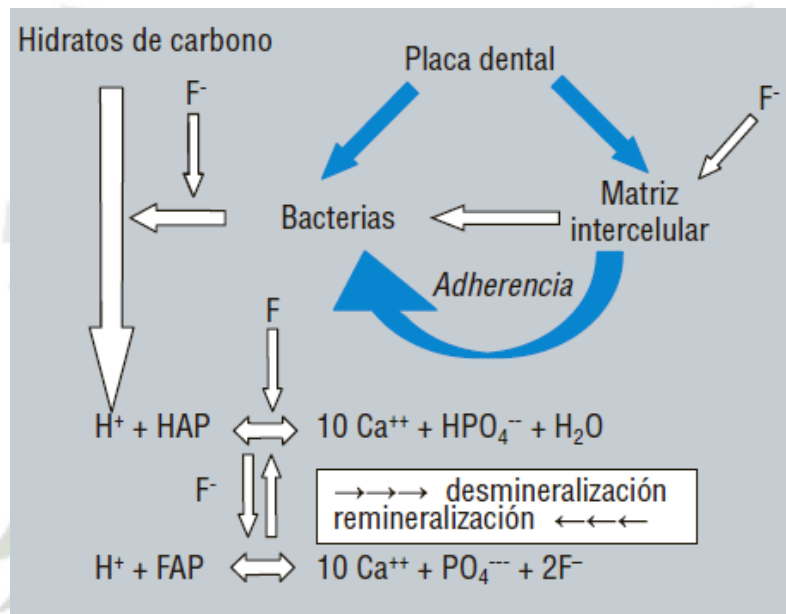 Hidratos de carbono
Placa dental
F⁻
F⁻
Bacterias
Matriz
intercelular
Adherencia
F
H⁺ + HAP ⇔ 10 Ca⁺⁺ + HPO₄⁻⁻ + H₂O
F⁻
→→→ desmineralización
remineralización ←←←
H⁺ + FAP ⇔ 10 Ca⁺⁺ + PO₄⁻⁻⁻ + 2F⁻